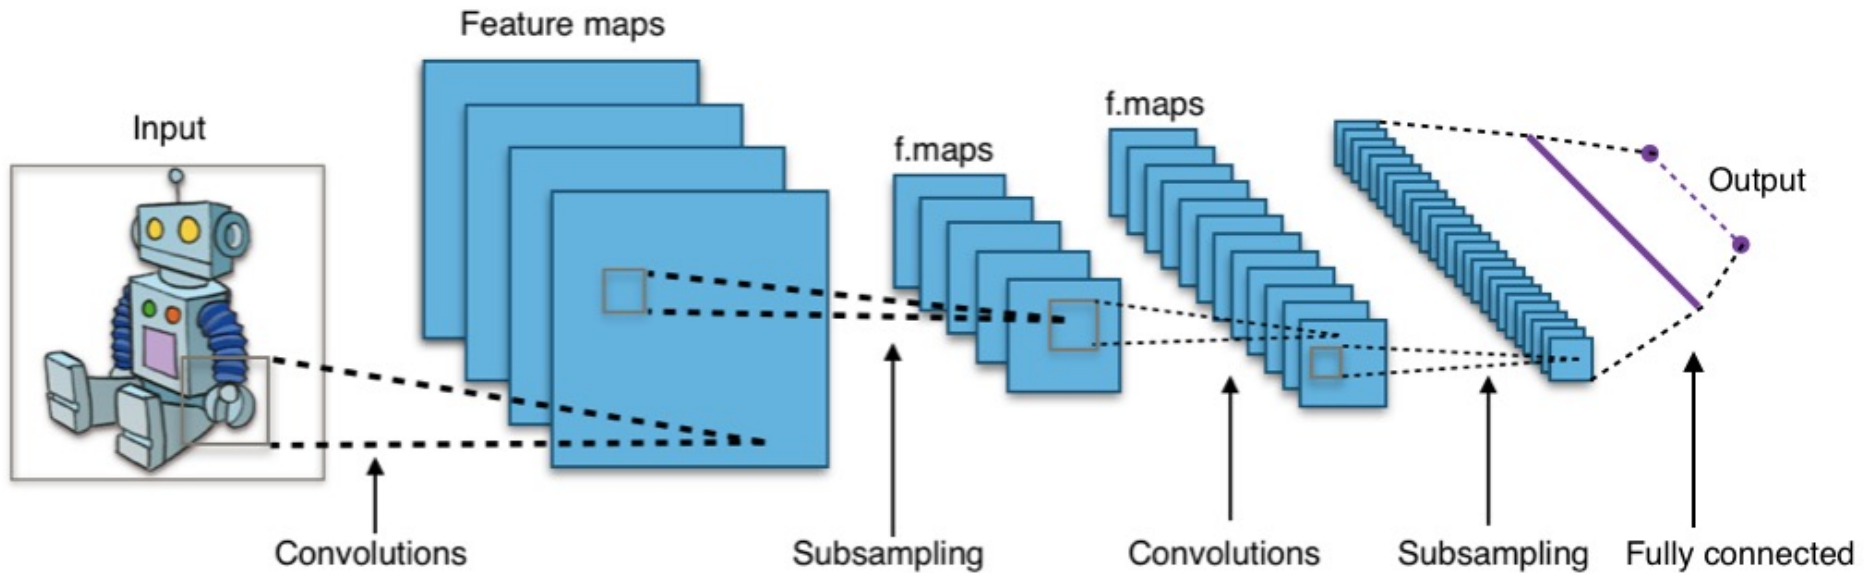 Feature maps
f.maps
Input
f.maps
Output
Convolutions
Subsampling
Convolutions
Subsampling
Fully connected